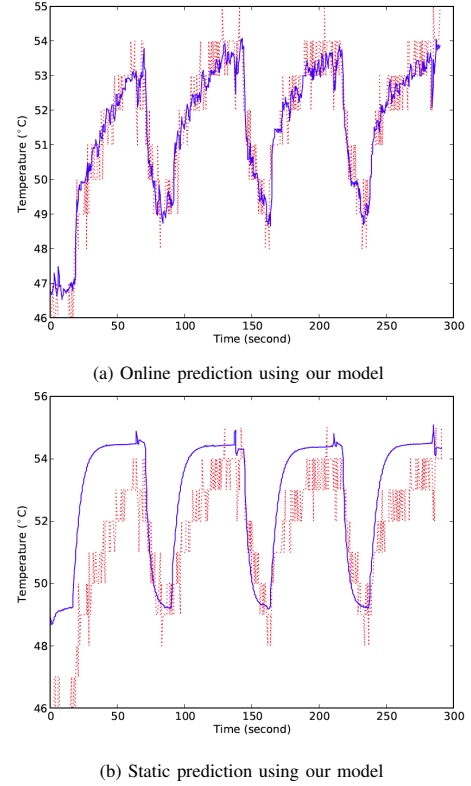 55
54
53
52
51
50
49
48
47
46
Temperature (°C)
0 50 100 150 200 250 300
Time (second)
(a) Online prediction using our model
56
54
52
50
48
46
Temperature (°C)
0 50 100 150 200 250 300
Time (second)
(b) Static prediction using our model